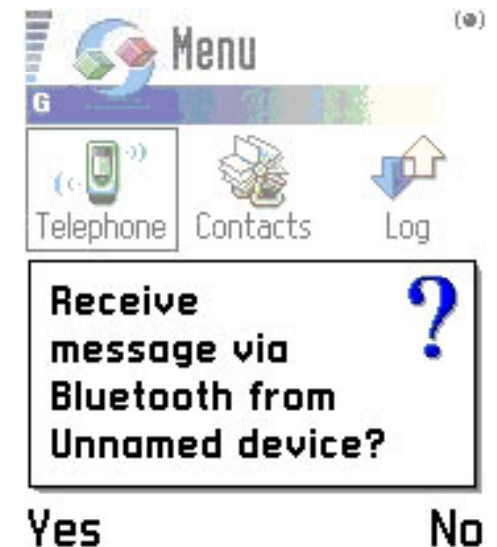 Menu
G
Telephone Contacts Log
Receive
message via
Bluetooth from
Unnamed device?
Yes No